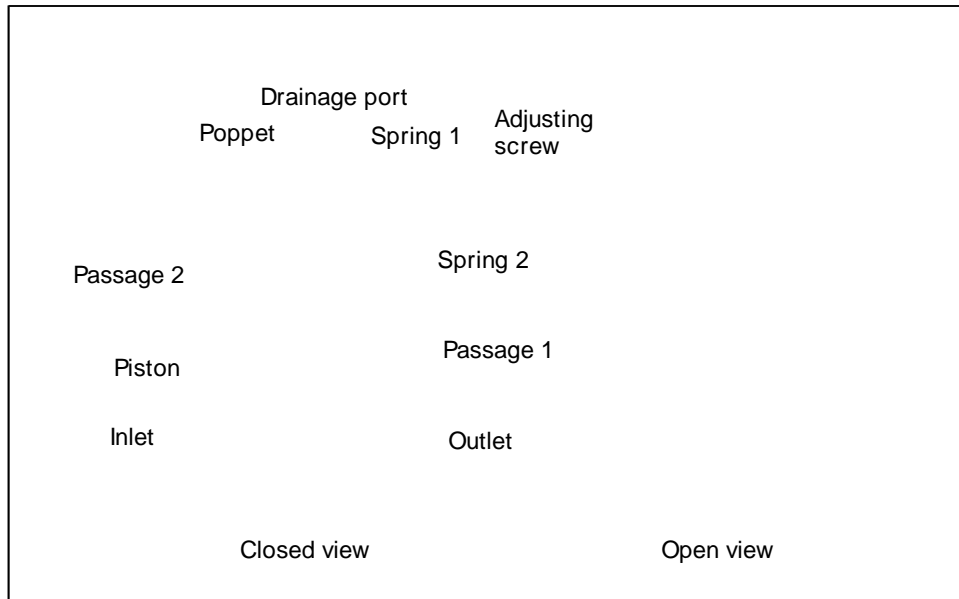 Drainage port
Poppet
Spring 1
Adjusting
screw
Passage 2
Spring 2
Passage 1
Piston
Inlet
Outlet
Closed view
Open view